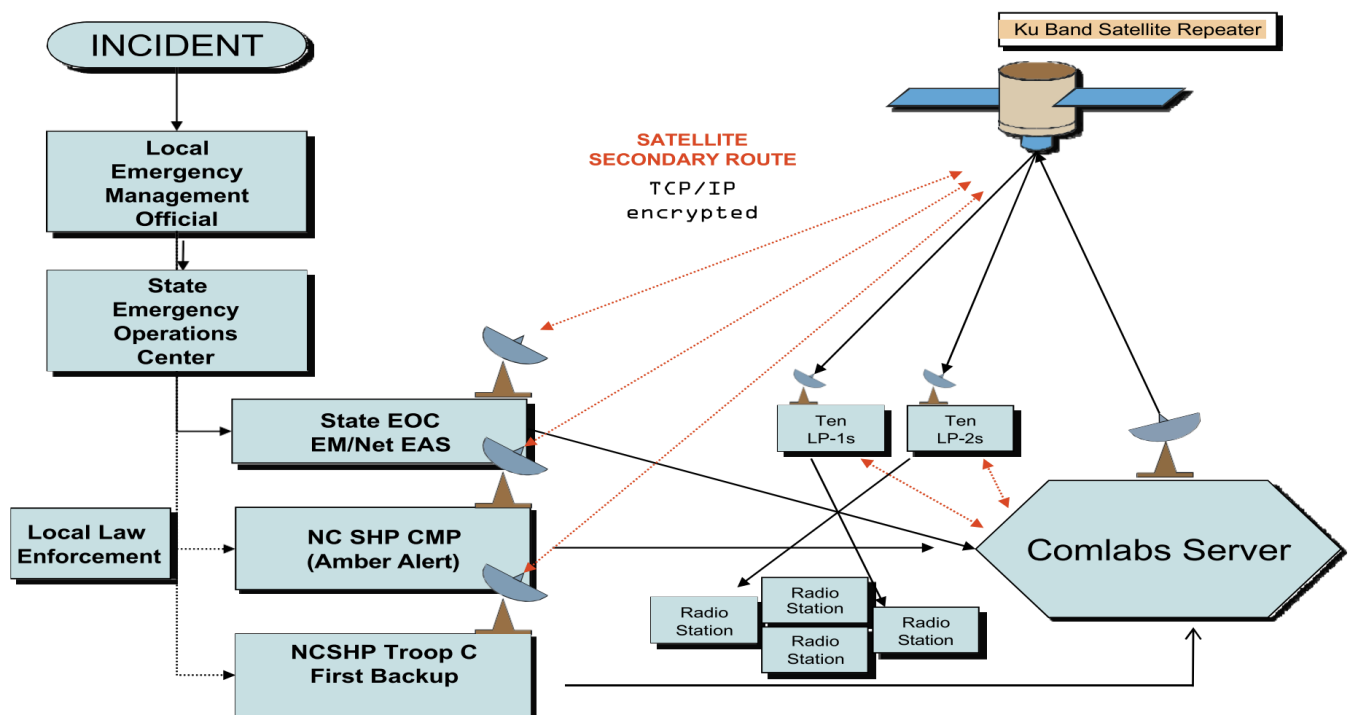 INCIDENT
Ku Band Satellite Repeater
Local
Emergency
Management
Official
SATELLITE
SECONDARY ROUTE
TCP/IP
encrypted
State
Emergency
Operations
Center
State EOC
EM/Net EAS
Ten
LP-1s
Ten
LP-2s
Local Law
Enforcement
NC SHP CMP
(Amber Alert)
Comlabs Server
Radio
Station
Radio
Station
Radio
Station
Radio
Station
NCSHP Troop C
First Backup